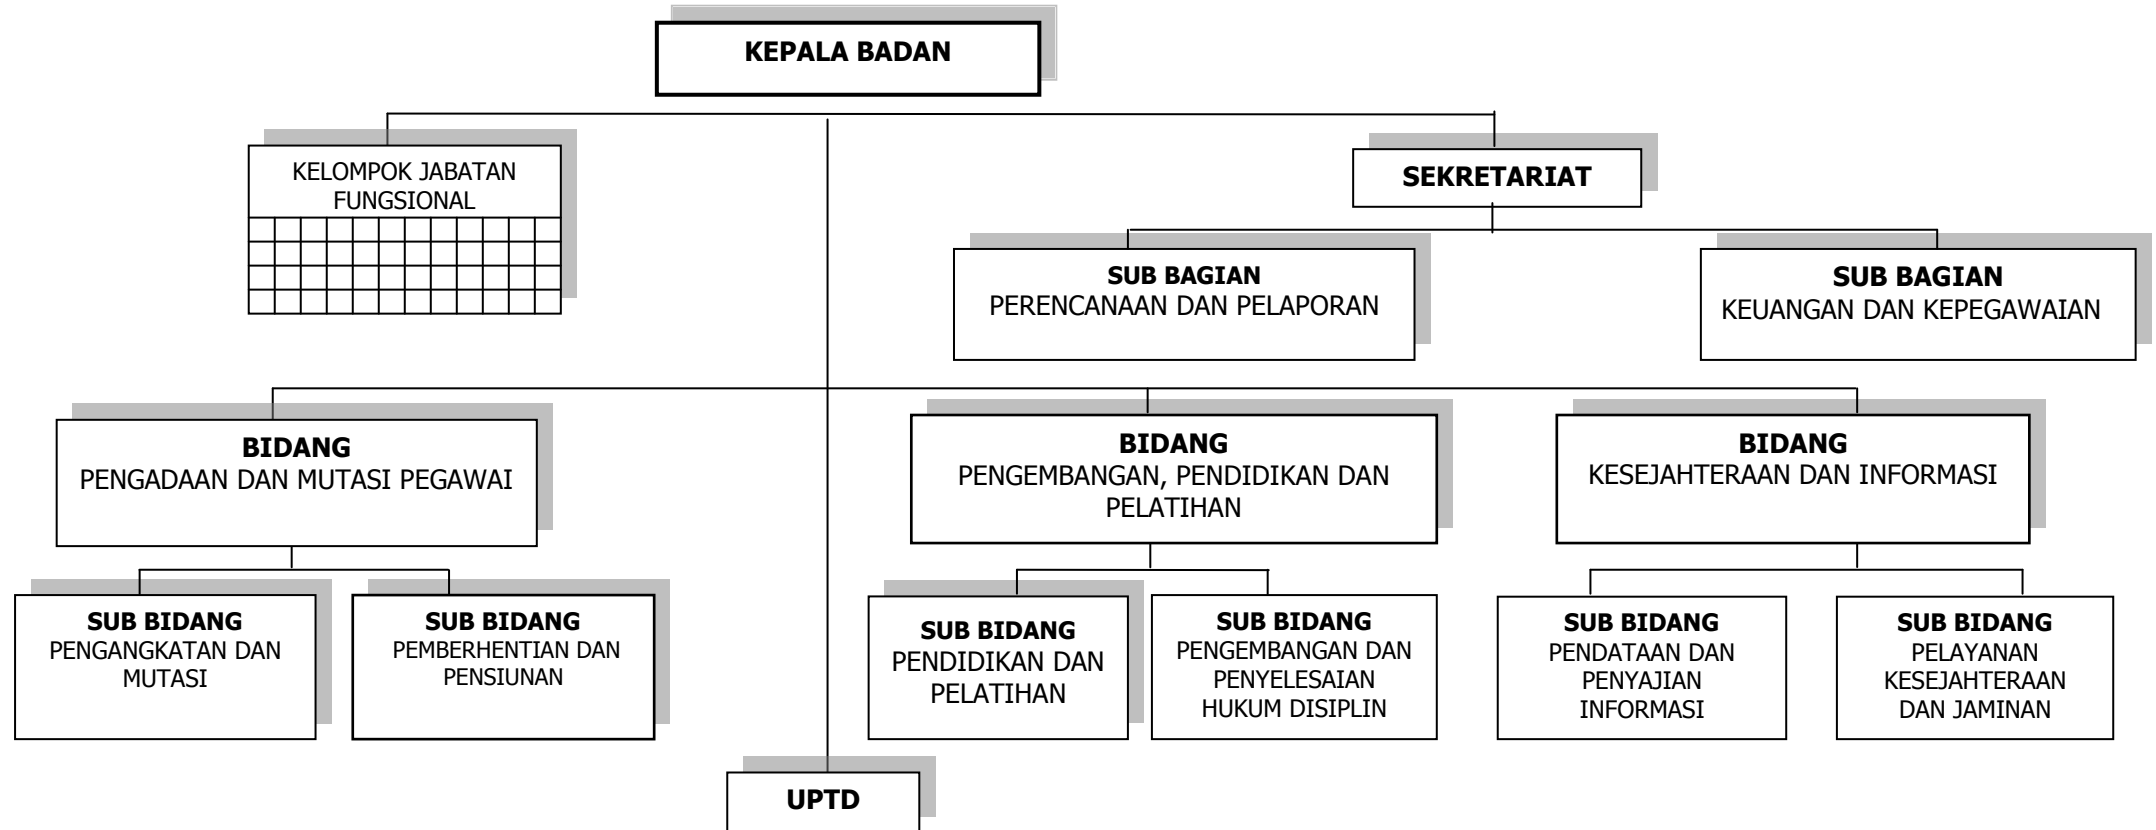 KEPALA BADAN
KELOMPOK JABATAN
FUNGSIONAL
SEKRETARIAT
SUB BAGIAN
PERENCANAAN DAN PELAPORAN
SUB BAGIAN
KEUANGAN DAN KEPEGAWAIAN
BIDANG
PENGADAAN DAN MUTASI PEGAWAI
BIDANG
PENGEMBANGAN, PENDIDIKAN DAN
PELATIHAN
BIDANG
KESEJAHTERAAN DAN INFORMASI
SUB BIDANG
PENGANGKATAN DAN
MUTASI
SUB BIDANG
PEMBERHENTIAN DAN
PENSIUNAN
SUB BIDANG
PENDIDIKAN DAN
PELATIHAN
SUB BIDANG
PENGEMBANGAN DAN
PENYELESAIAN
HUKUM DISIPLIN
SUB BIDANG
PENDATAAN DAN
PENYAJIAN
INFORMASI
SUB BIDANG
PELAYANAN
KESEJAHTERAAN
DAN JAMINAN
UPTD